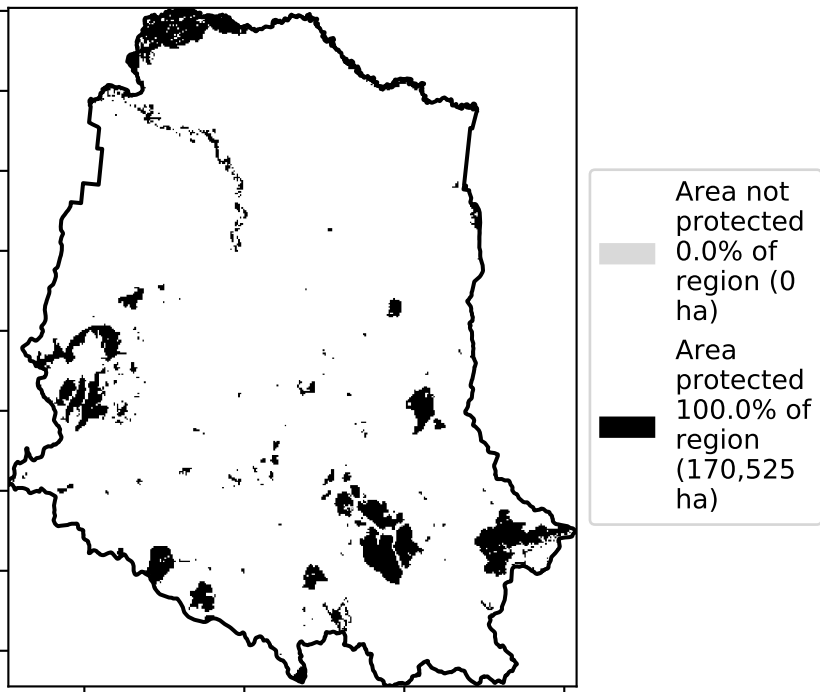 Area not
protected
0.0% of
region (0
ha)
Area
protected
100.0% of
region
(170,525
ha)